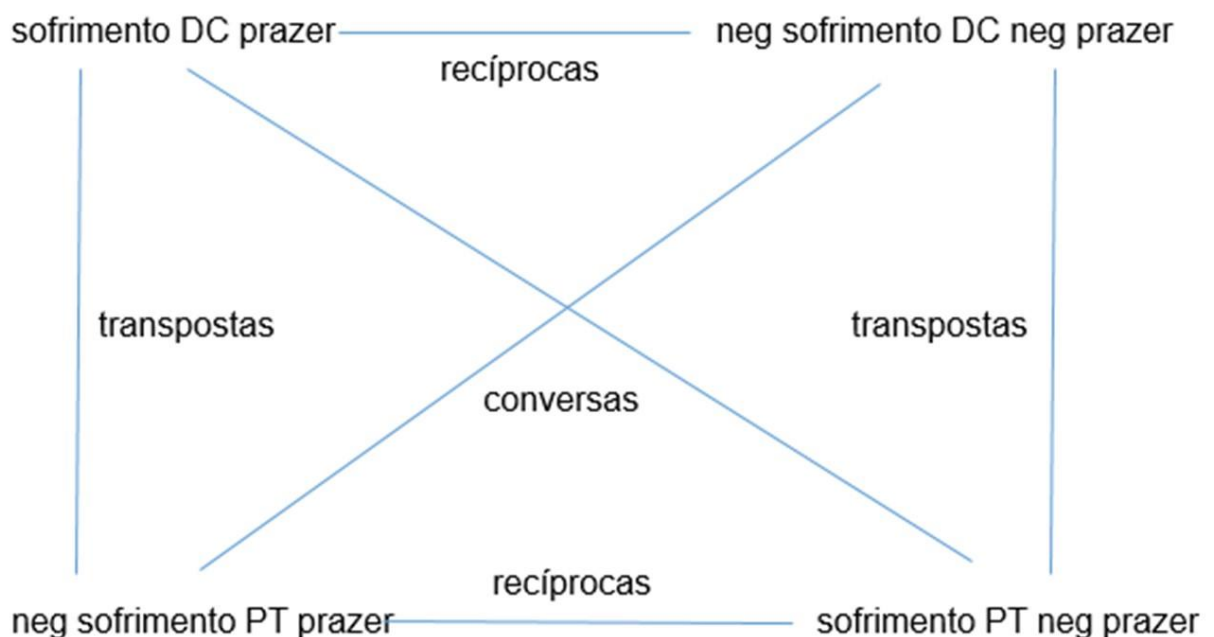 sofrimento DC prazer
neg sofrimento DC neg prazer
recíprocas
transpostas
transpostas
conversas
recíprocas
neg sofrimento PT prazer
sofrimento PT neg prazer